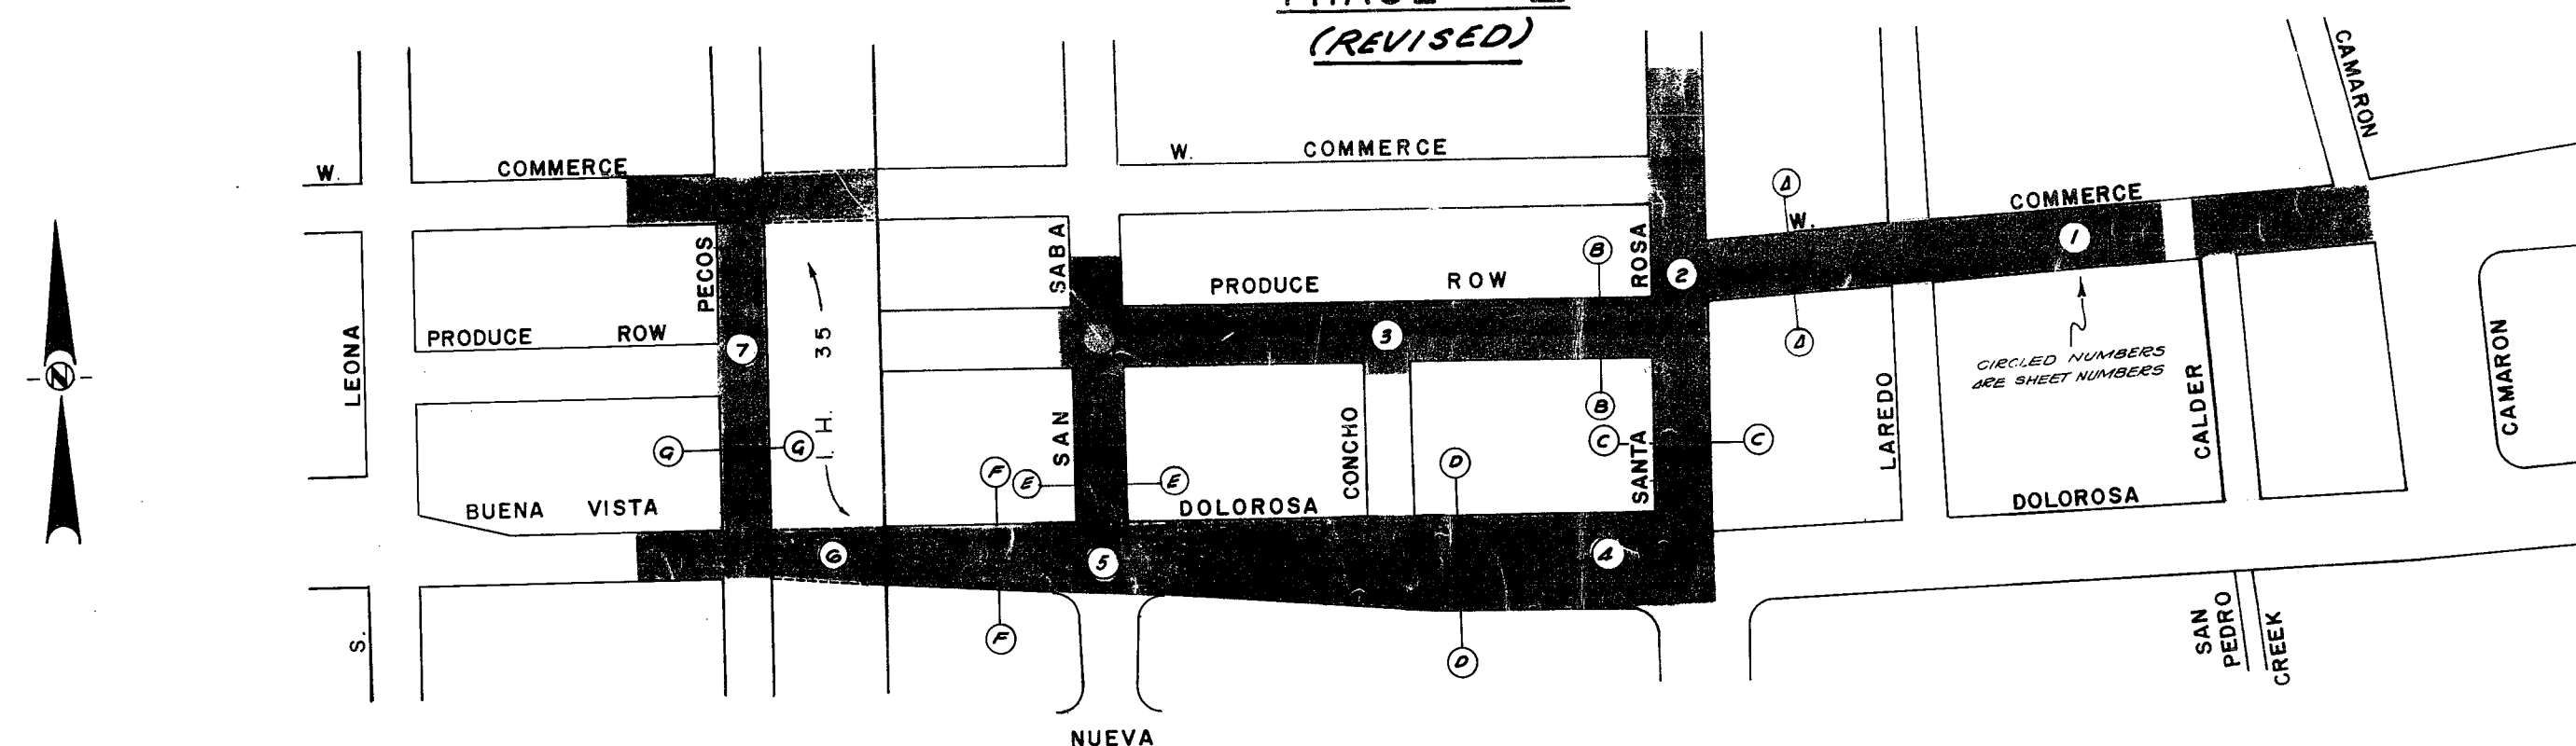 (REVISED)
CAMARON
W. COMMERCE
W. COMMERCE
W. COMMERCE
A
A
1
2
PECOS
SAN SABA
SANTA ROSA
B
B
PRODUCE ROW
PRODUCE ROW
3
7
I. H. 35
S. LEONA
N
CIRCLED NUMBERS
ARE SHEET NUMBERS
CONCHO
LAREDO
CALDER
CAMARON
G
G
F
F
E
E
D
D
C
C
BUENA VISTA
DOLOROSA
DOLOROSA
6
5
4
SAN
PEDRO
CREEK
NUEVA